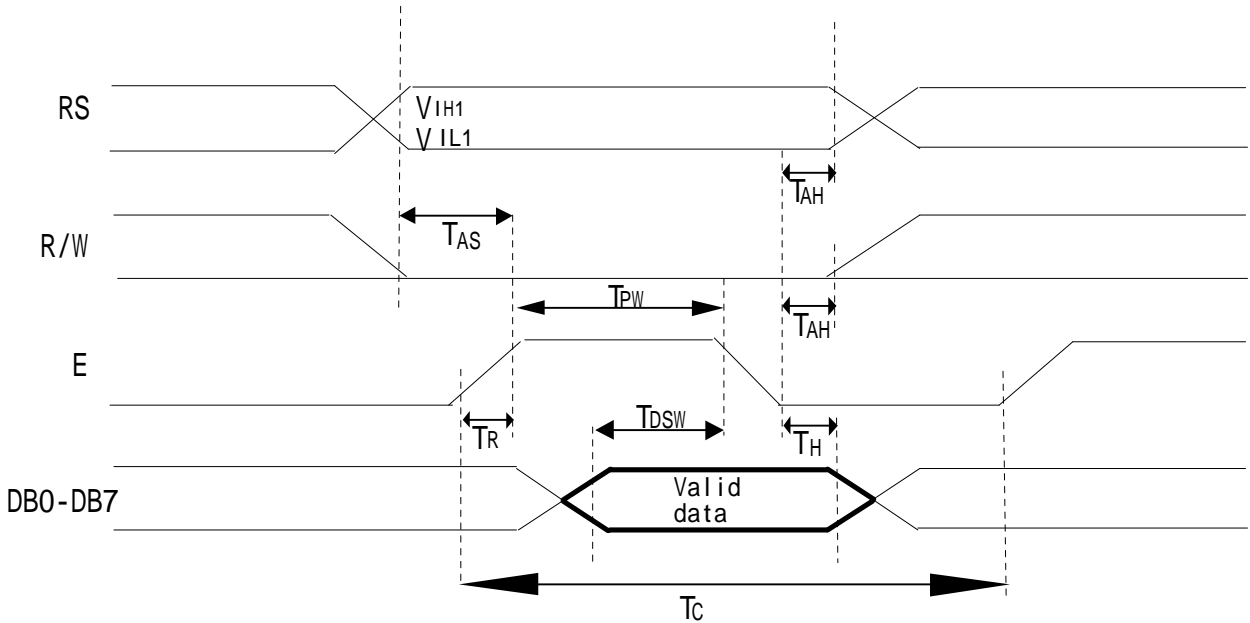 RS
VIH1
VIL1
TAH
TAS
R/W
TPW
TAH
E
TR
TDSW
TH
DB0-DB7
Valid
data
TC